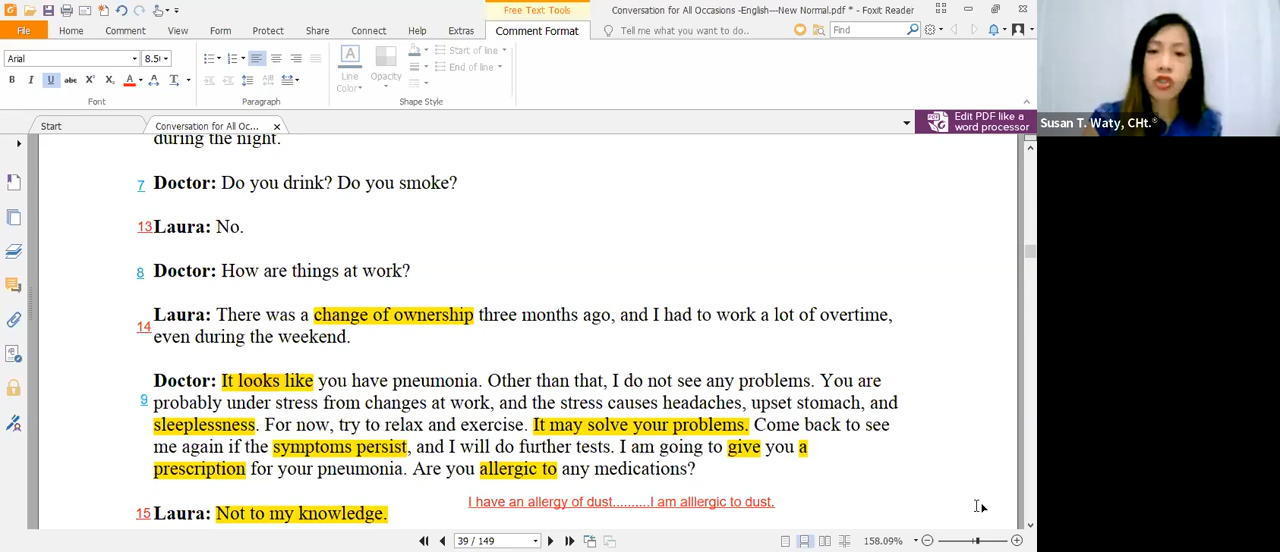 Free Text Tools
Conversation for All Occasions -English---New Normal.pdf * - Foxit Reader
File Home Comment View Form Protect Share Connect Help Extras Comment Format Tell me what you want to do.. Find
Arial 8.5
Line Color
Opacity
Start of line
End of line
Font Paragraph Shape Style
Start Conversation for All Occ...
Edit PDF like a word processor
Susan T. Waty, CHt.®
during the night.
7 Doctor: Do you drink? Do you smoke?
13 Laura: No.
8 Doctor: How are things at work?
14 Laura: There was a change of ownership three months ago, and I had to work a lot of overtime,
even during the weekend.
9 Doctor: It looks like you have pneumonia. Other than that, I do not see any problems. You are
probably under stress from changes at work, and the stress causes headaches, upset stomach, and
sleeplessness. For now, try to relax and exercise. It may solve your problems. Come back to see
me again if the symptoms persist, and I will do further tests. I am going to give you a
prescription for your pneumonia. Are you allergic to any medications?
I have an allergy of dust..........I am alllergic to dust.
15 Laura: Not to my knowledge.
39 / 149
158.09%